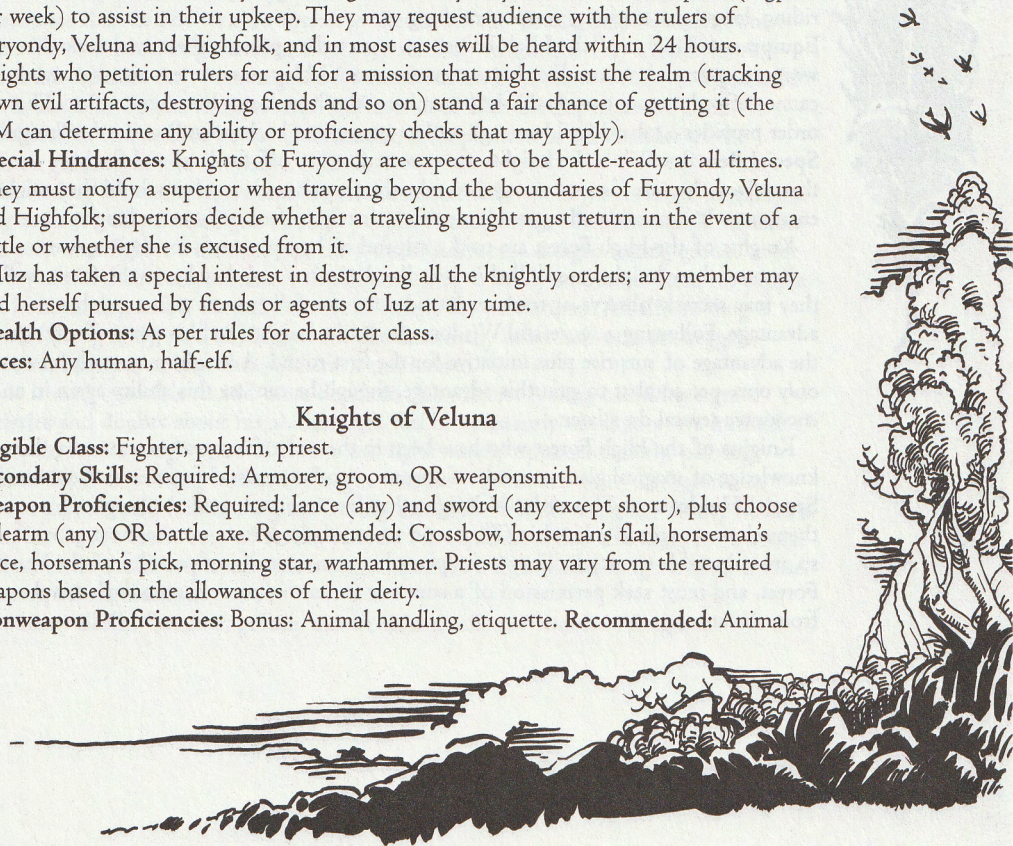 week) to assist in their upkeep. They may request audience with the rulers of
ryondy, Veluna and Highfolk, and in most cases will be heard within 24 hours.
ights who petition rulers for aid for a mission that might assist the realm (tracking
wn evil artifacts, destroying fiends and so on) stand a fair chance of getting it (the
M can determine any ability or proficiency checks that may apply).
ecial Hindrances: Knights of Furyondy are expected to be battle-ready at all times.
ey must notify a superior when traveling beyond the boundaries of Furyondy, Veluna
d Highfolk; superiors decide whether a traveling knight must return in the event of a
ttle or whether she is excused from it.
Iuz has taken a special interest in destroying all the knightly orders; any member may
d herself pursued by fiends or agents of Iuz at any time.
ealth Options: As per rules for character class.
ces: Any human, half-elf.
Knights of Veluna
gible Class: Fighter, paladin, priest.
condary Skills: Required: Armorer, groom, OR weaponsmith.
eapon Proficiencies: Required: lance (any) and sword (any except short), plus choose
learn (any) OR battle axe. Recommended: Crossbow, horseman's flail, horseman's
ce, horseman's pick, morning star, warhammer. Priests may vary from the required
apons based on the allowances of their deity.
onweapon Proficiencies: Bonus: Animal handling, etiquette. Recommended: Animal